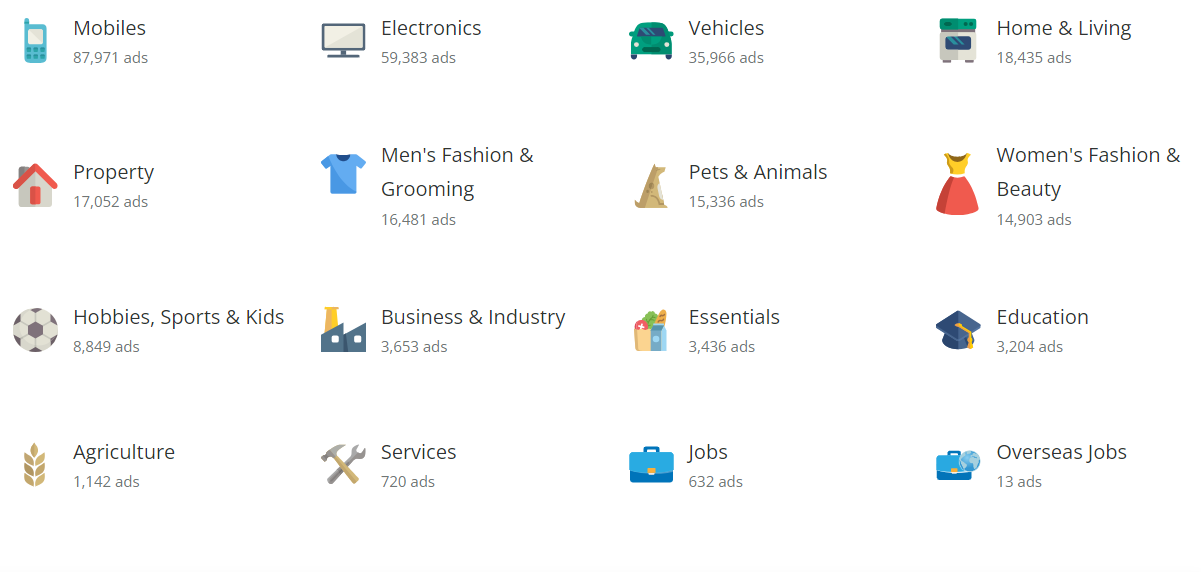 Mobiles
87,971 ads
Electronics
59,383 ads
Vehicles
35,966 ads
Home & Living
18,435 ads
Property
17,052 ads
Men's Fashion &
Grooming
16,481 ads
Pets & Animals
15,336 ads
Women's Fashion &
Beauty
14,903 ads
Hobbies, Sports & Kids
8,849 ads
Business & Industry
3,653 ads
Essentials
3,436 ads
Education
3,204 ads
Agriculture
1,142 ads
Services
720 ads
Jobs
632 ads
Overseas Jobs
13 ads